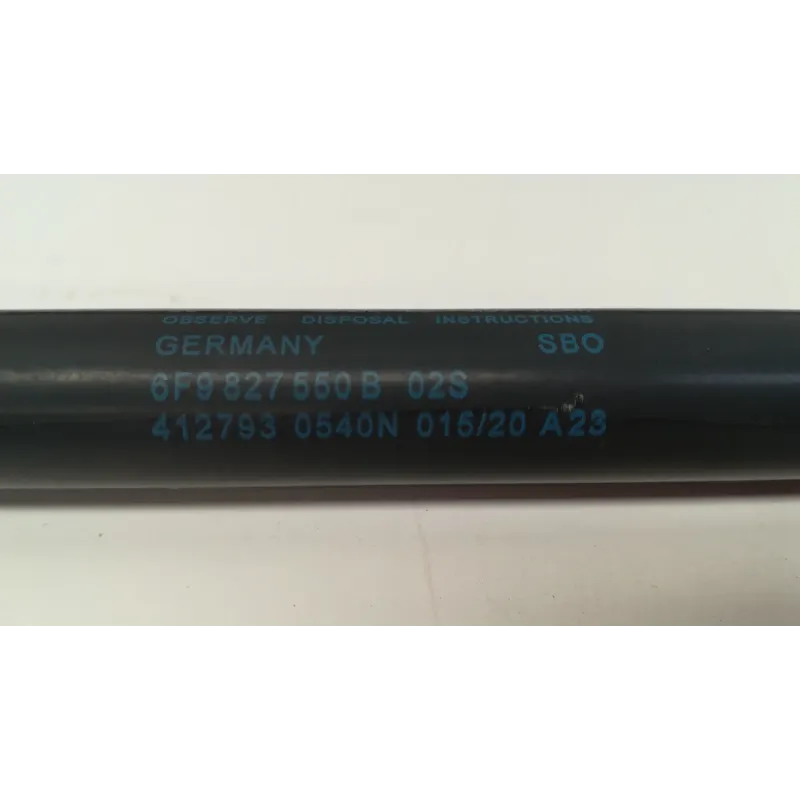 OBSERVE DISPOSAL INSTRUCTIONS
GERMANY SBO
6F9 827 550 B 02S
412793 0540N 015/20 A23